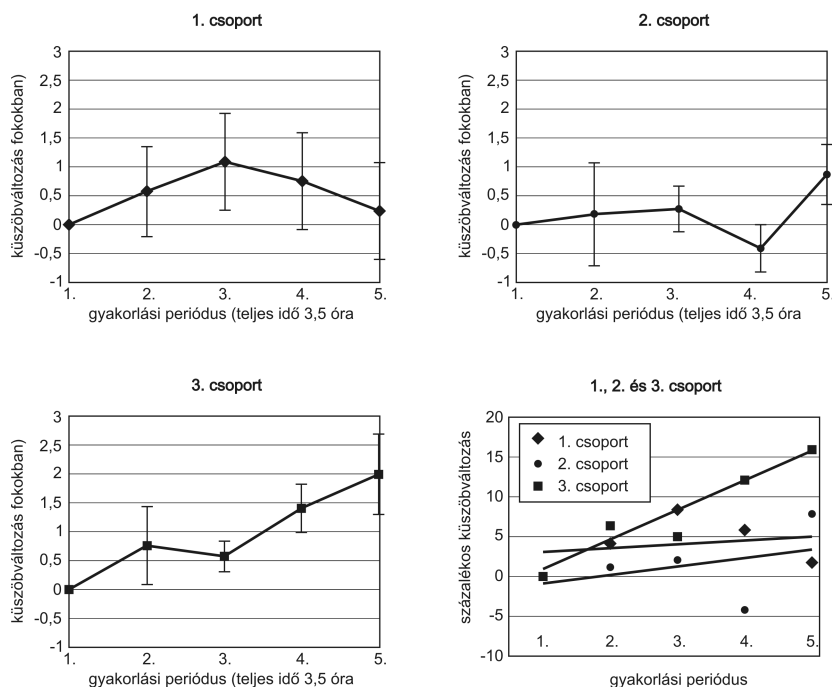 1. csoport
küszöbváltozás fokokban)
3
2,5
2
1,5
1
0,5
0
-0,5
-1
1. 2. 3. 4. 5.
gyakorlási periódus (teljes idő 3,5 óra
2. csoport
küszöbváltozás fokokban)
3
2,5
2
1,5
1
0,5
0
-0,5
-1
1. 2. 3. 4. 5.
gyakorlási periódus (teljes idő 3,5 óra
3. csoport
küszöbváltozás fokokban)
3
2,5
2
1,5
1
0,5
0
-0,5
-1
1. 2. 3. 4. 5.
gyakorlási periódus (teljes idő 3,5 óra
1., 2. és 3. csoport
százalékos küszöbváltozás
20
15
10
5
0
-5
-10
1. csoport
2. csoport
3. csoport
1. 2. 3. 4. 5.
gyakorlási periódus